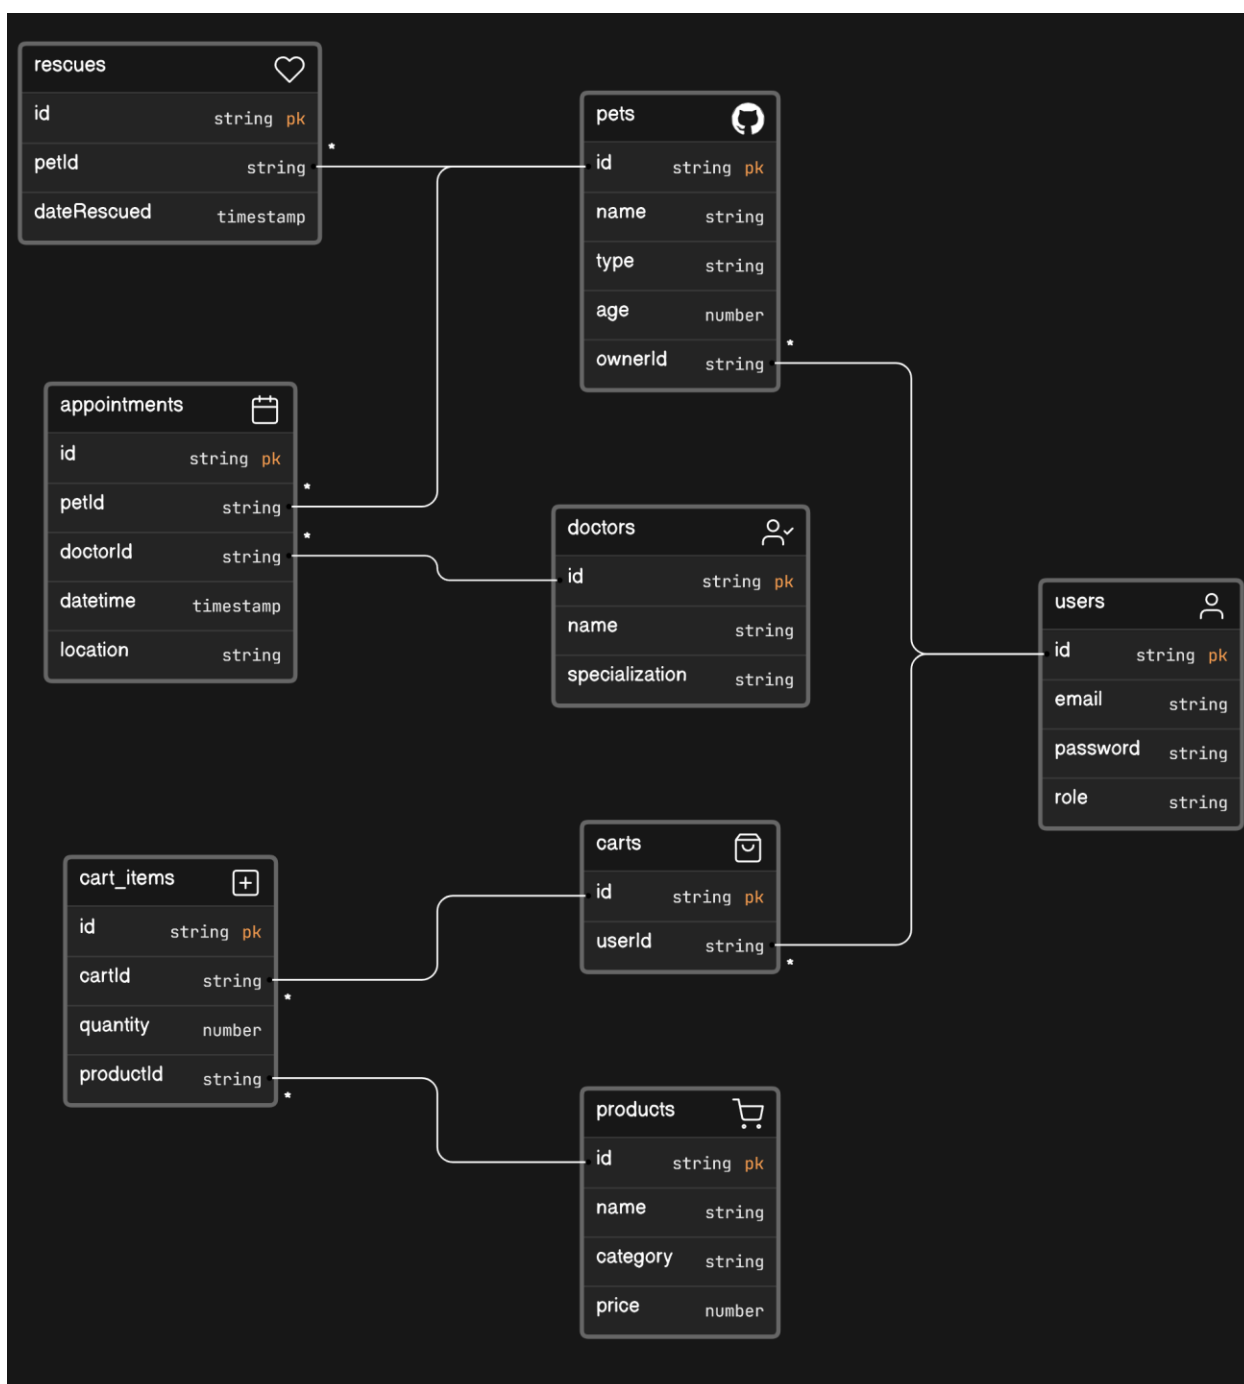 rescues
id string pk
petId string
dateRescued timestamp
*
pets
id string pk
name string
type string
age number
ownerId string
*
appointments
id string pk
petId string
*
doctorId string
*
datetime timestamp
location string
doctors
id string pk
name string
specialization string
users
id string pk
email string
password string
role string
cart_items
id string pk
cartId string
*
quantity number
productId string
*
carts
id string pk
userId string
*
products
id string pk
name string
category string
price number